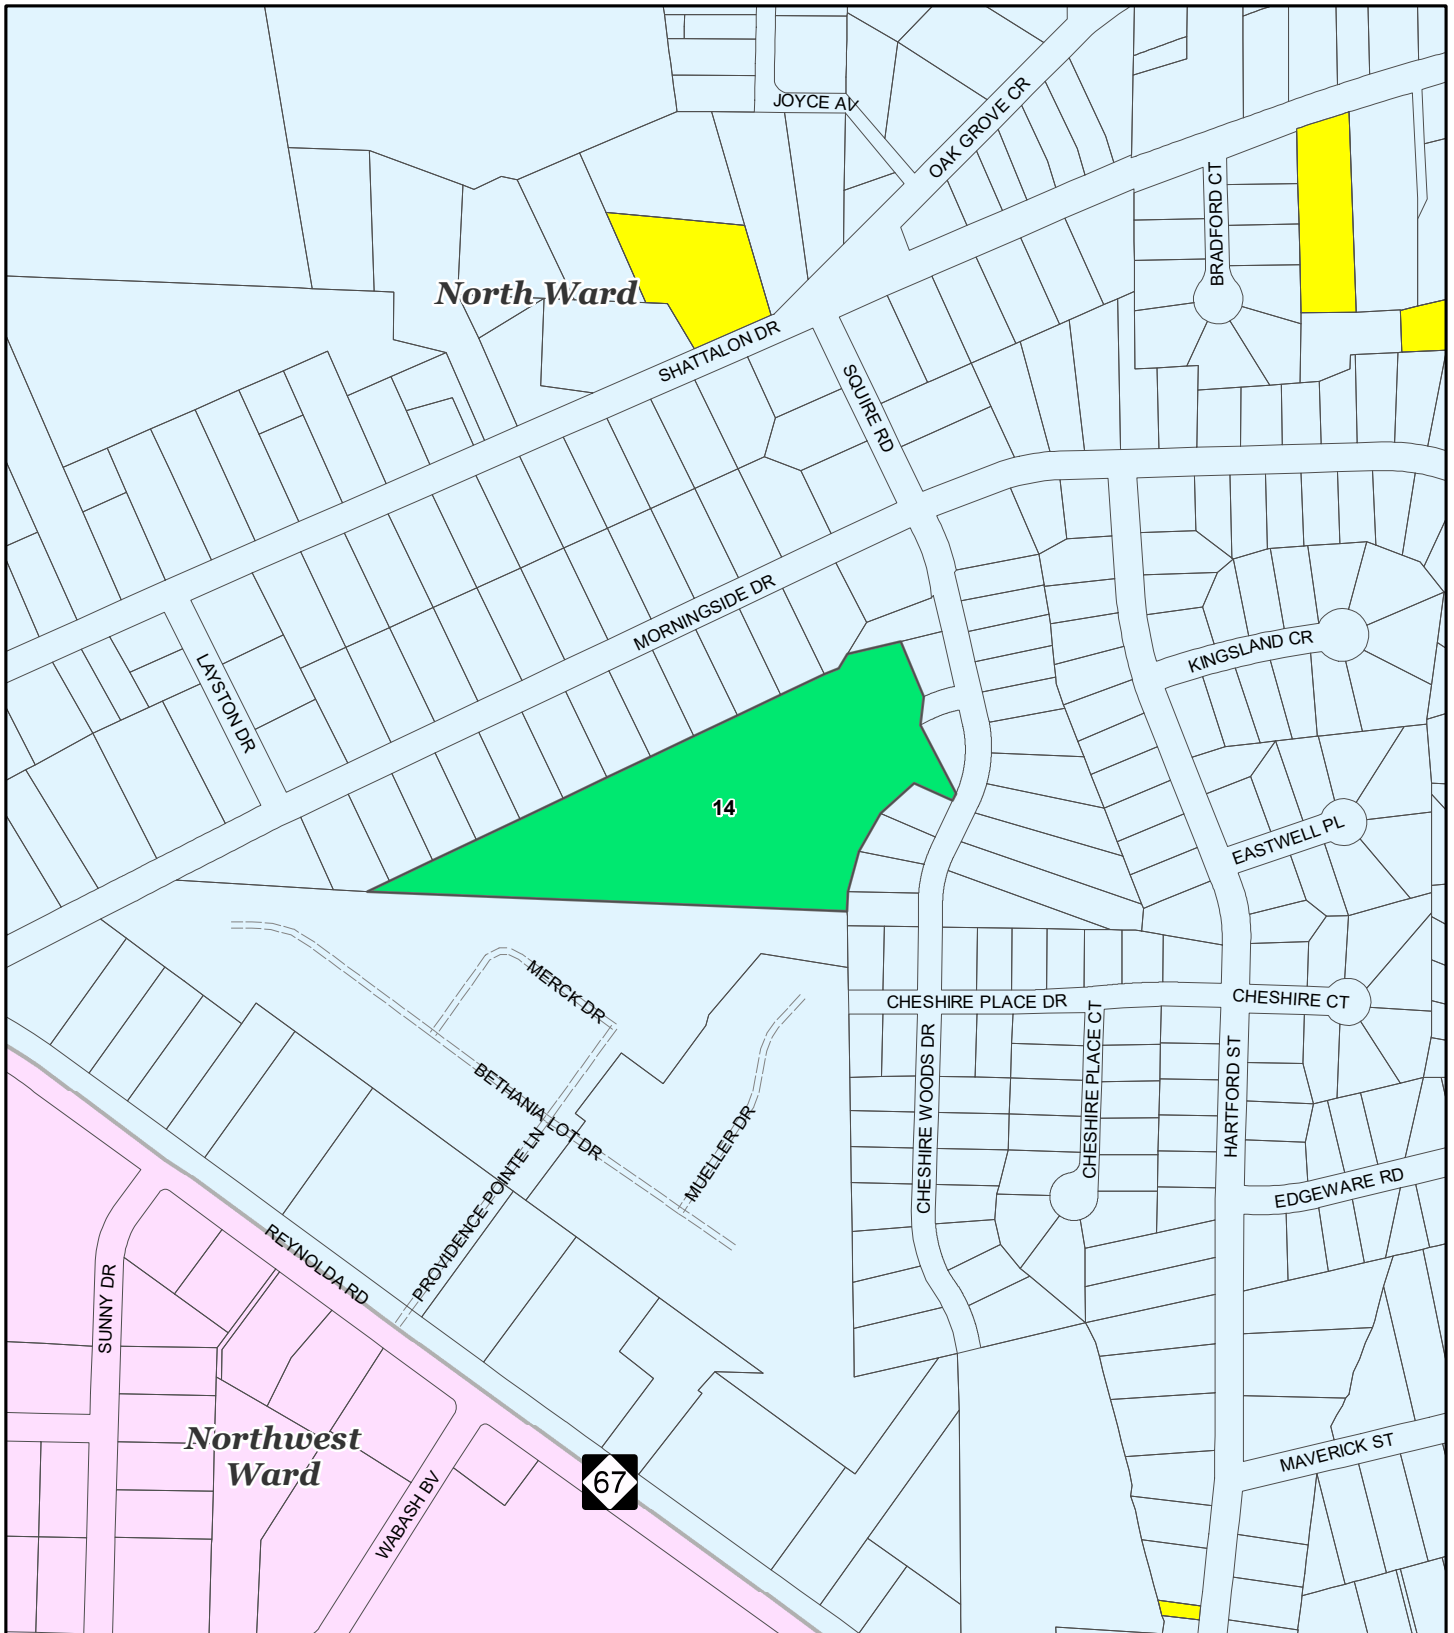 JOYCE AV
OAK GROVE CR
BRADFORD CT
North Ward
SHATTALON DR
SQUIRE RD
MORNINGSIDE DR
LAYSTON DR
KINGSLAND CR
14
EASTWELL PL
MERCK DR
CHESHIRE PLACE DR
CHESHIRE CT
CHESHIRE WOODS DR
CHESHIRE PLACE CT
HARTFORD ST
BETHANIA LOT DR
MUELLER DR
PROVIDENCE POINTE LN
EDGEWARE RD
REYNOLDA RD
SUNNY DR
Northwest
Ward
MAVERICK ST
67
WABASH BV